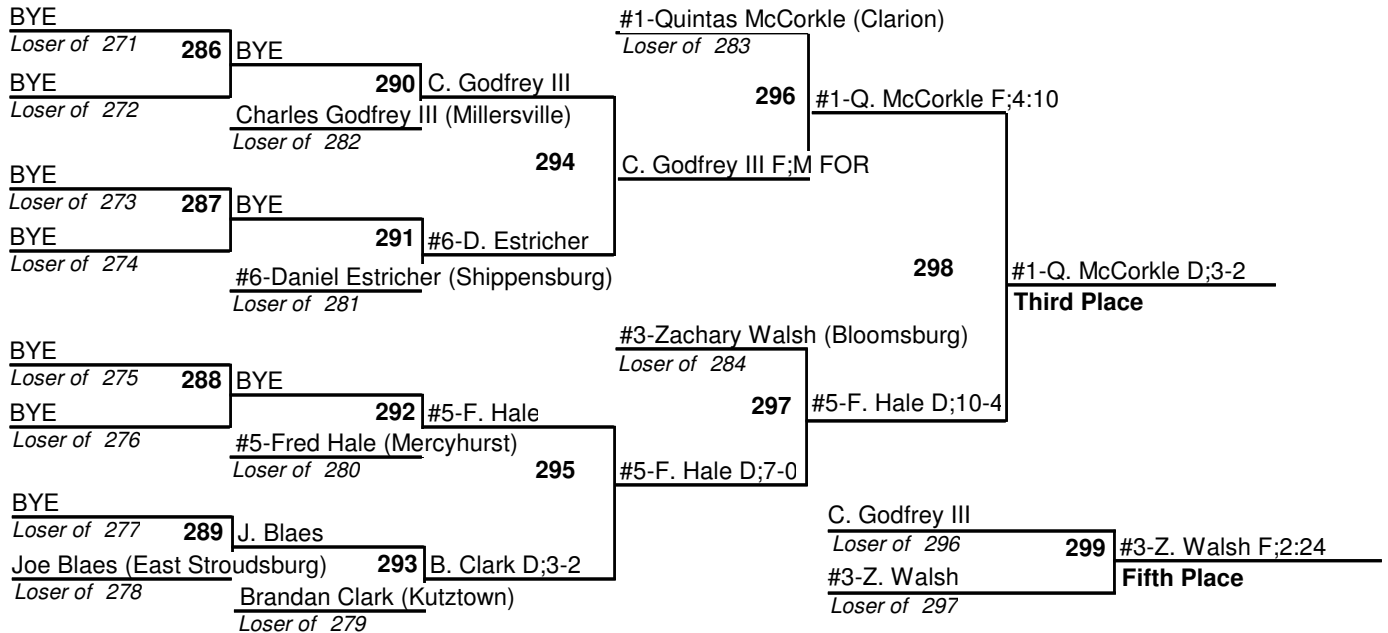 BYE
Loser of 271
286
BYE
BYE
Loser of 272
290
C. Godfrey III
Charles Godfrey III (Millersville)
Loser of 282
BYE
Loser of 273
287
BYE
BYE
Loser of 274
291
#6-D. Estricher
#6-Daniel Estricher (Shippensburg)
Loser of 281
294
C. Godfrey III F;M FOR
#1-Quintas McCorkle (Clarion)
Loser of 283
296
#1-Q. McCorkle F;4:10
BYE
Loser of 275
288
BYE
BYE
Loser of 276
292
#5-F. Hale
#5-Fred Hale (Mercyhurst)
Loser of 280
BYE
Loser of 277
289
J. Blaes
Joe Blaes (East Stroudsburg)
Loser of 278
293
B. Clark D;3-2
Brandan Clark (Kutztown)
Loser of 279
295
#5-F. Hale D;7-0
#3-Zachary Walsh (Bloomsburg)
Loser of 284
297
#5-F. Hale D;10-4
298
#1-Q. McCorkle D;3-2
Third Place
C. Godfrey III
Loser of 296
299
#3-Z. Walsh
Loser of 297
#3-Z. Walsh F;2:24
Fifth Place